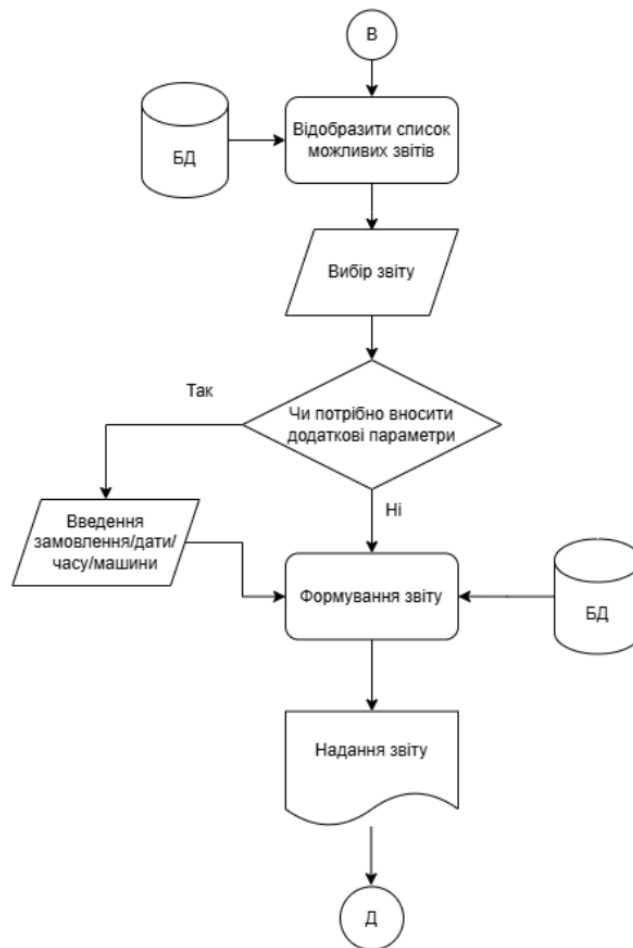 В
Відобразити список
можливих звітів
БД
Вибір звіту
Так
Чи потрібно вносити
додаткові параметри
Ні
Введення
замовлення/дати/
часу/машини
Формування звіту
БД
Надання звіту
Д